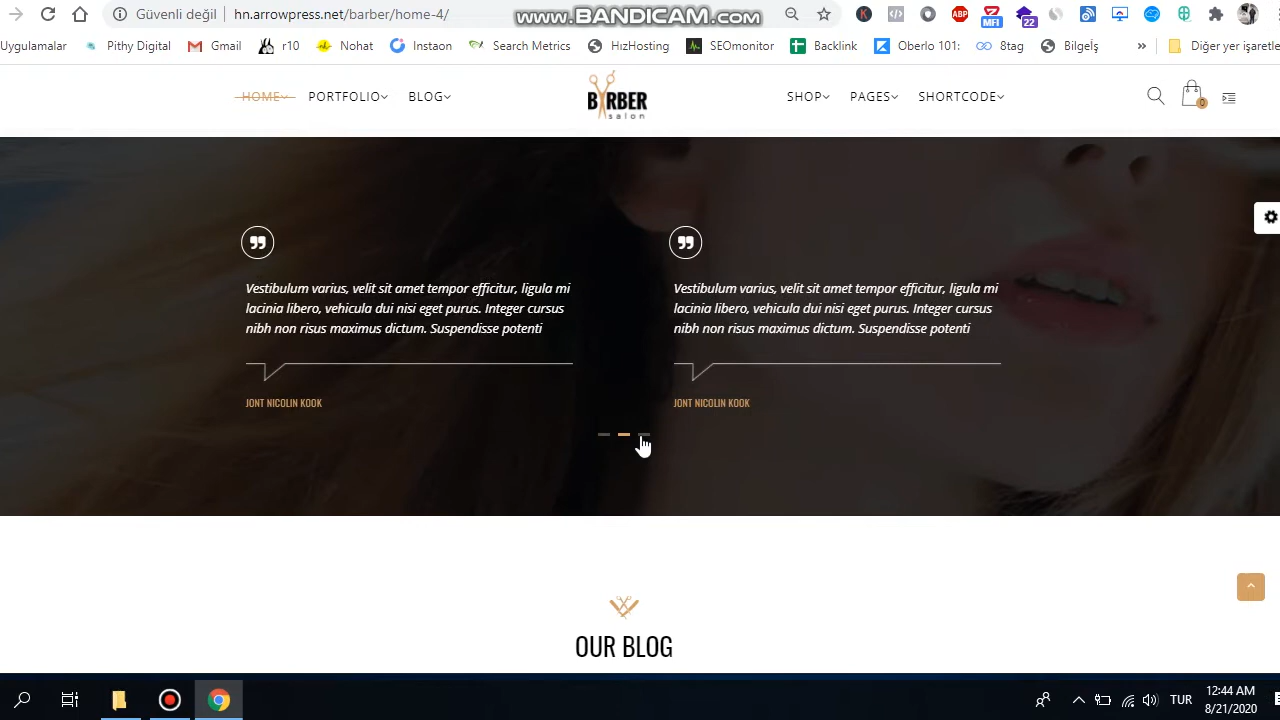 Güvenli değil | hn.arrowpress.net/barber/home-4/
www.BANDICAM.com
ABP
MFI
22
Uygulamalar
Pithy Digital
Gmail
r10
Nohat
Instaon
Search Metrics
HızHosting
SEOmonitor
Backlink
Oberlo 101:
8tag
Bilgeİş
»
Diğer yer işaretle
HOME
PORTFOLIO
BLOG
BARBER
salon
SHOP
PAGES
SHORTCODE
0
Vestibulum varius, velit sit amet tempor efficitur, ligula mi
lacinia libero, vehicula dui nisi eget purus. Integer cursus
nibh non risus maximus dictum. Suspendisse potenti
JONT NICOLIN KOOK
Vestibulum varius, velit sit amet tempor efficitur, ligula mi
lacinia libero, vehicula dui nisi eget purus. Integer cursus
nibh non risus maximus dictum. Suspendisse potenti
JONT NICOLIN KOOK
OUR BLOG
TUR
12:44 AM
8/21/2020